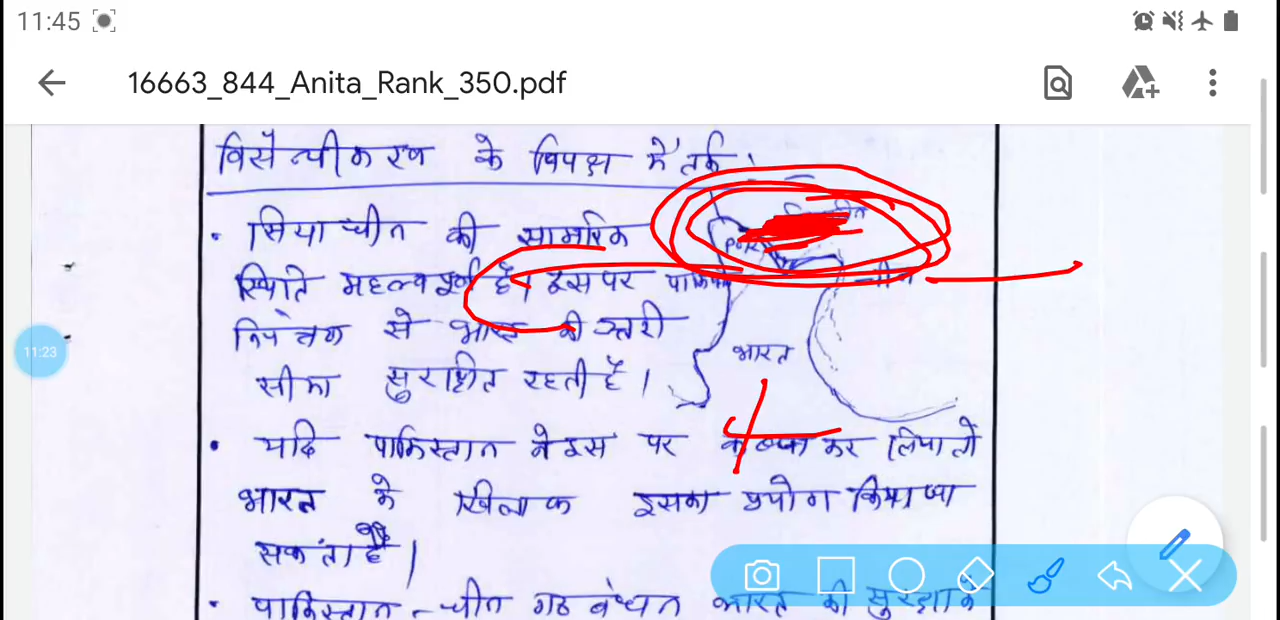 11:45
16663_844_Anita_Rank_350.pdf
विसैन्यीकरण के विपक्ष में तर्क :
• सियाचीन की सामरिक
स्थिति महत्वपूर्ण है। इस पर
POK
चीन
नियंत्रण से भारत की उत्तरी
भारत
सीमा सुरक्षित रहती है।
• यदि पाकिस्तान ने इस पर कब्जा कर लिया तो
भारत के खिलाफ इसका प्रयोग किया जा
सकता है।
11:23
• पाकिस्तान - चीन गठबंधन भारत की सुरक्षा के